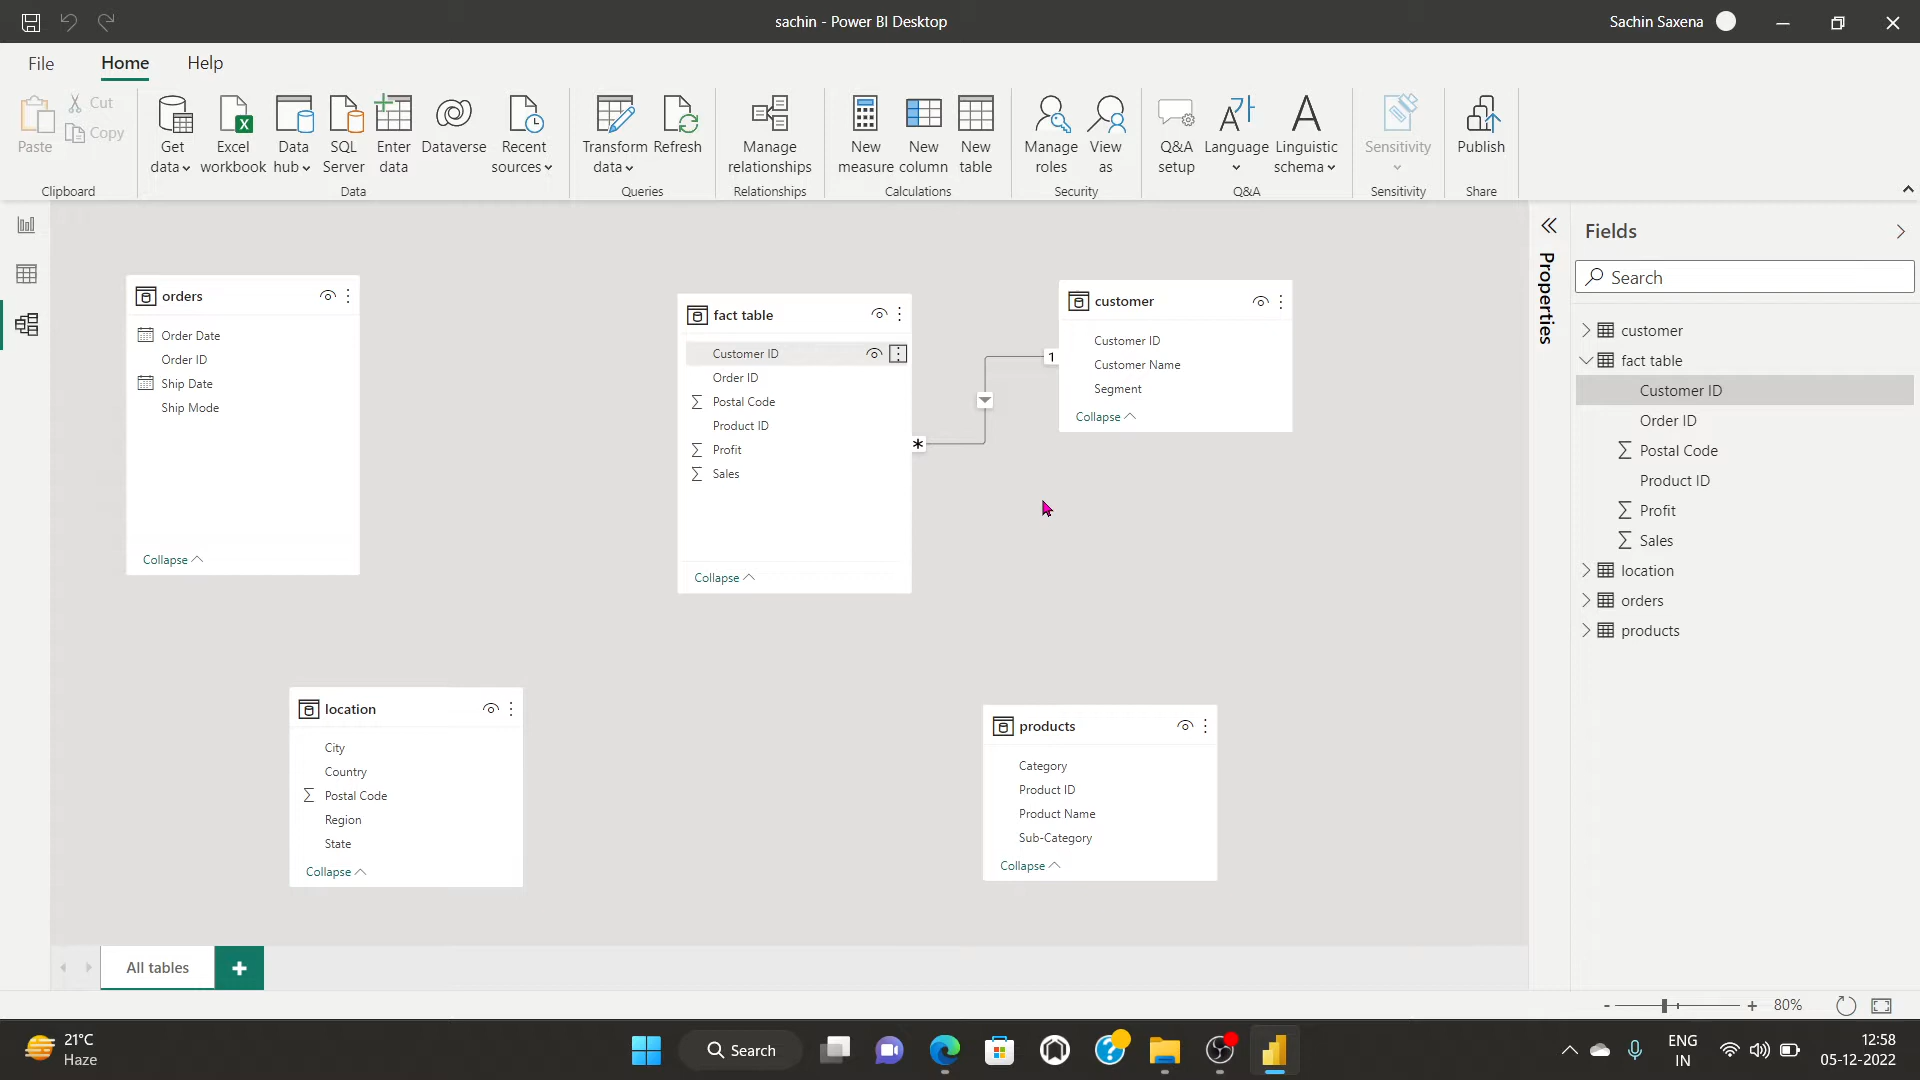 sachin - Power BI Desktop
Sachin Saxena
File
Home
Help
Paste
Cut
Copy
Clipboard
Get data
Excel workbook
Data hub
SQL Server
Enter data
Dataverse
Recent sources
Data
Transform data
Refresh
Queries
Manage relationships
Relationships
New measure
New column
New table
Calculations
Manage roles
View as
Security
Q&A setup
Language
Linguistic schema
Q&A
Sensitivity
Sensitivity
Publish
Share
orders
Order Date
Order ID
Ship Date
Ship Mode
Collapse
fact table
Customer ID
Order ID
Σ Postal Code
Product ID
Σ Profit
Σ Sales
Collapse
1
*
customer
Customer ID
Customer Name
Segment
Collapse
location
City
Country
Σ Postal Code
Region
State
Collapse
products
Category
Product ID
Product Name
Sub-Category
Collapse
Properties
Fields
Search
customer
fact table
Customer ID
Order ID
Σ Postal Code
Product ID
Σ Profit
Σ Sales
location
orders
products
All tables
+
- + 80%
21°C
Haze
Search
ENG
IN
12:58
05-12-2022